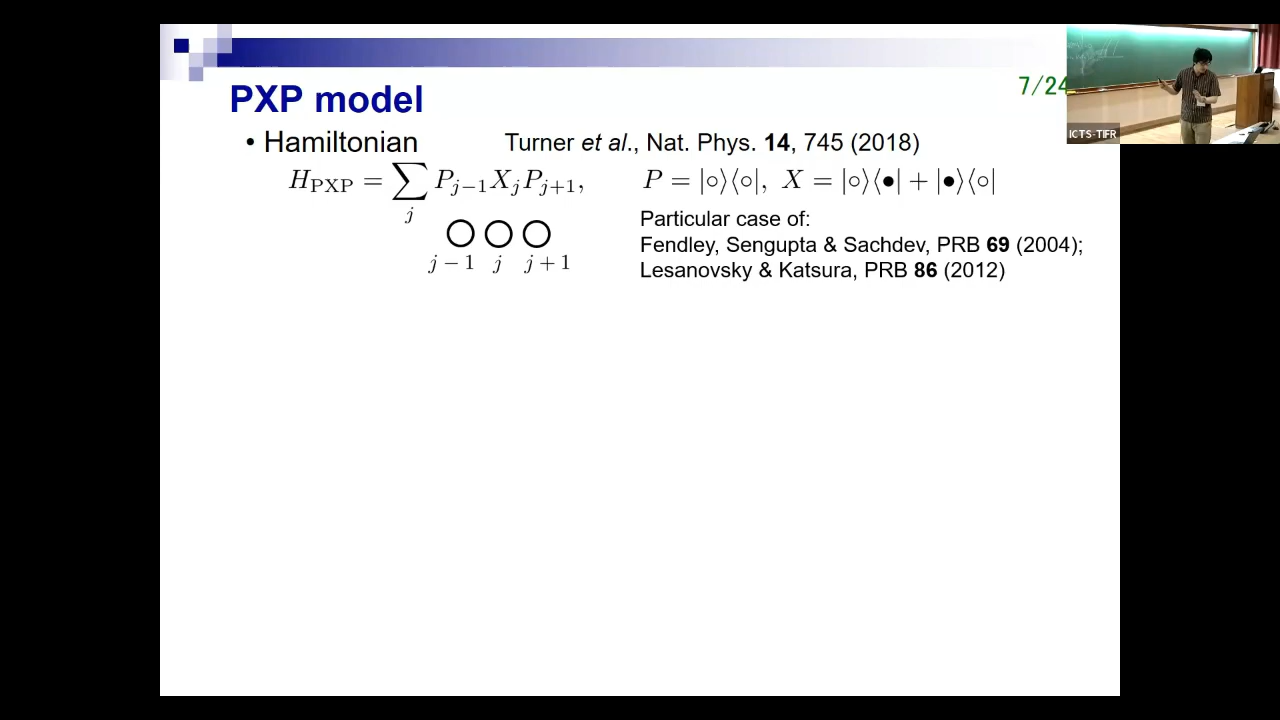 PXP model
7/24
• Hamiltonian
Turner et al., Nat. Phys. 14, 745 (2018)
H_PXP = ∑_j P_{j−1} X_j P_{j+1},
P = |○⟩⟨○|, X = |○⟩⟨●| + |●⟩⟨○|
j − 1 j j + 1
Particular case of:
Fendley, Sengupta & Sachdev, PRB 69 (2004);
Lesanovsky & Katsura, PRB 86 (2012)
ICTS-TIFR